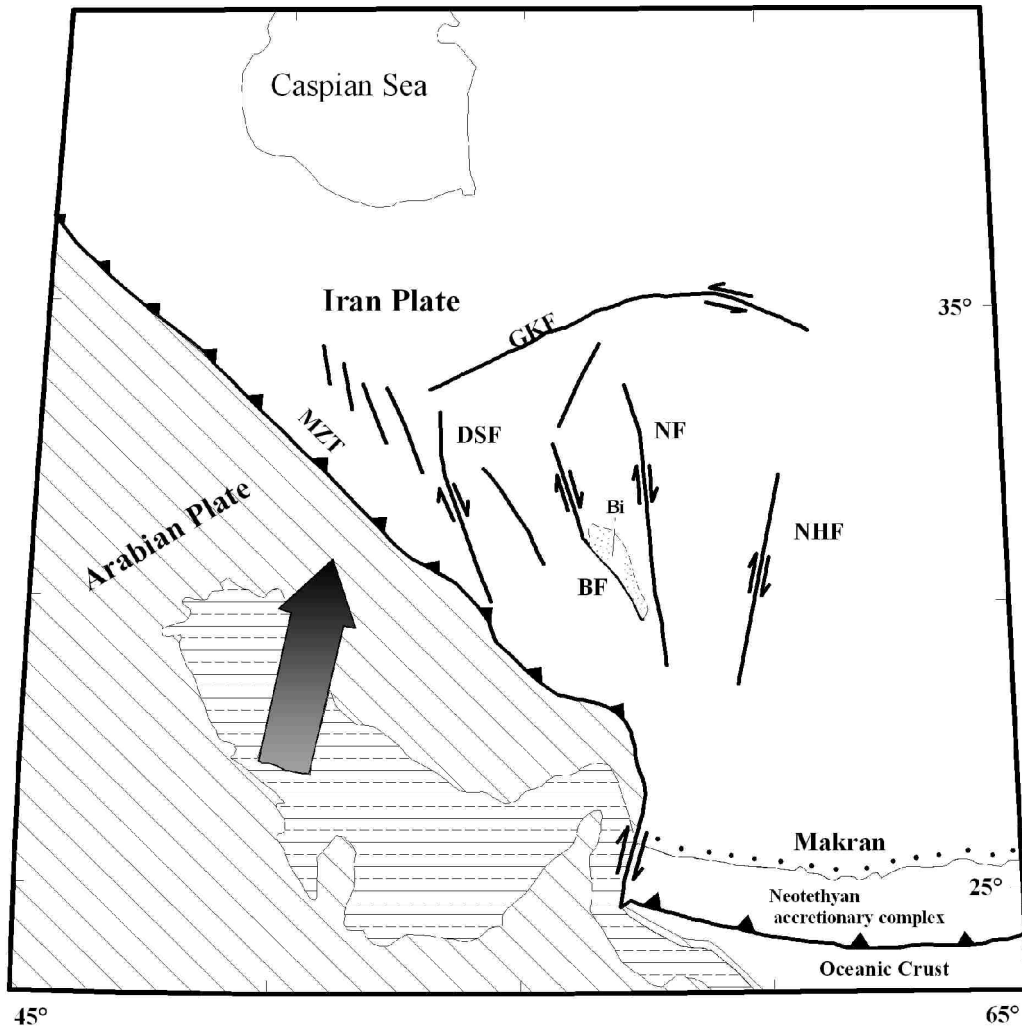 Caspian Sea
Iran Plate
35°
GKF
MZT
DSF
NF
Arabian Plate
Bi
NHF
BF
Makran
25°
Neotethyan
accretionary complex
Oceanic Crust
45°
65°